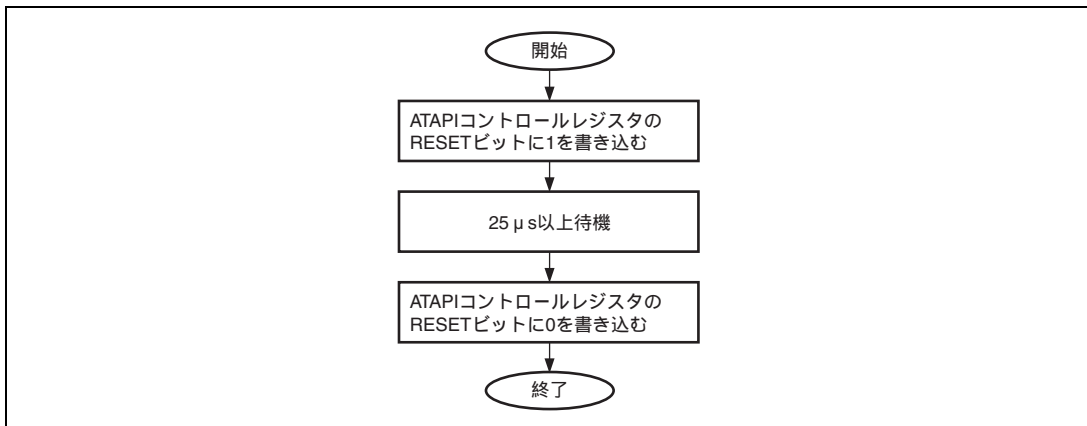 開始
ATAPIコントロールレジスタの
RESETビットに1を書き込む
25μs以上待機
ATAPIコントロールレジスタの
RESETビットに0を書き込む
終了